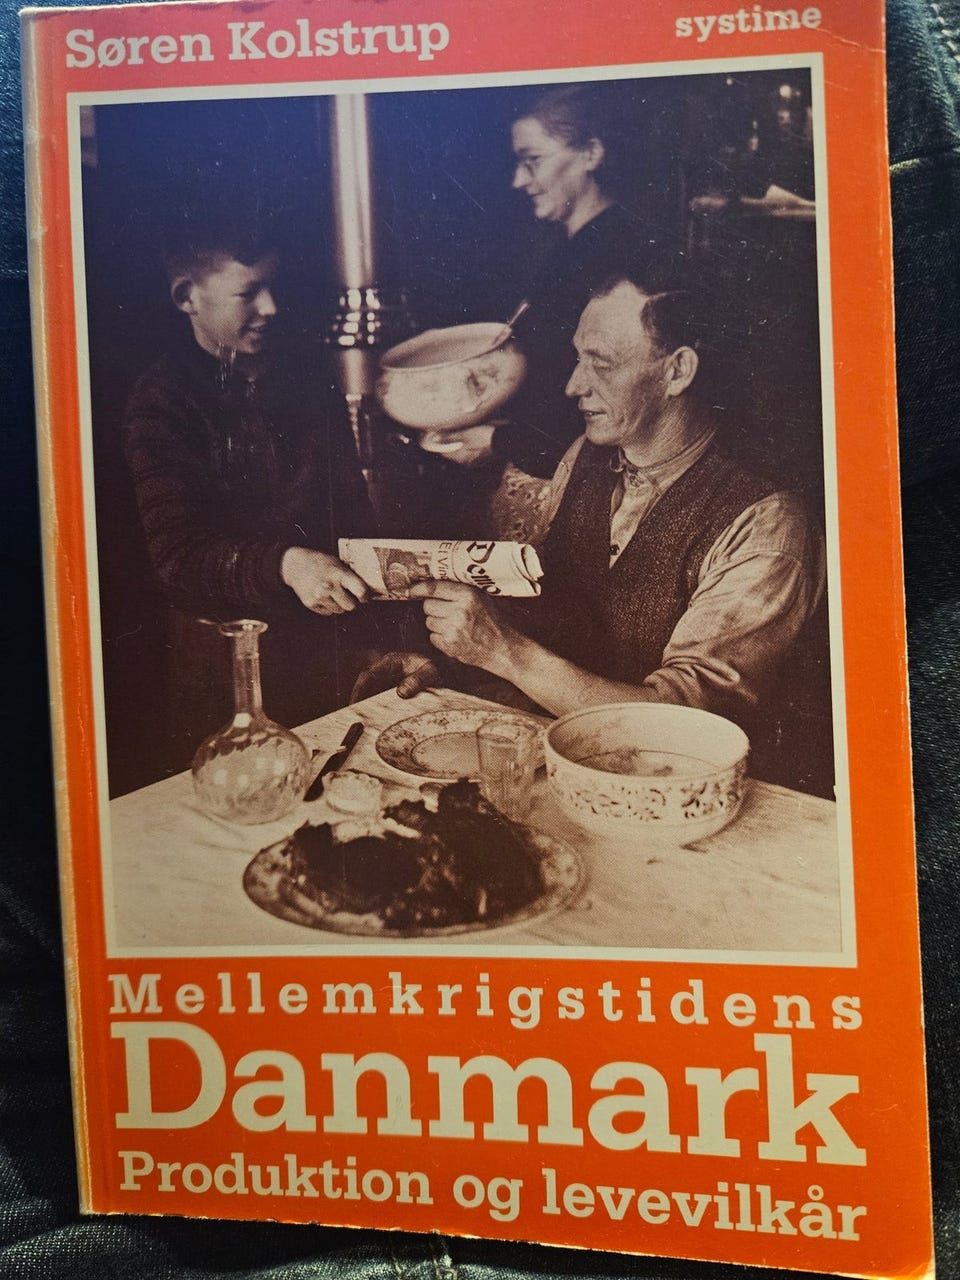 Søren Kolstrup
systime
Mellemkrigstidens
Danmark
Produktion og levevilkår